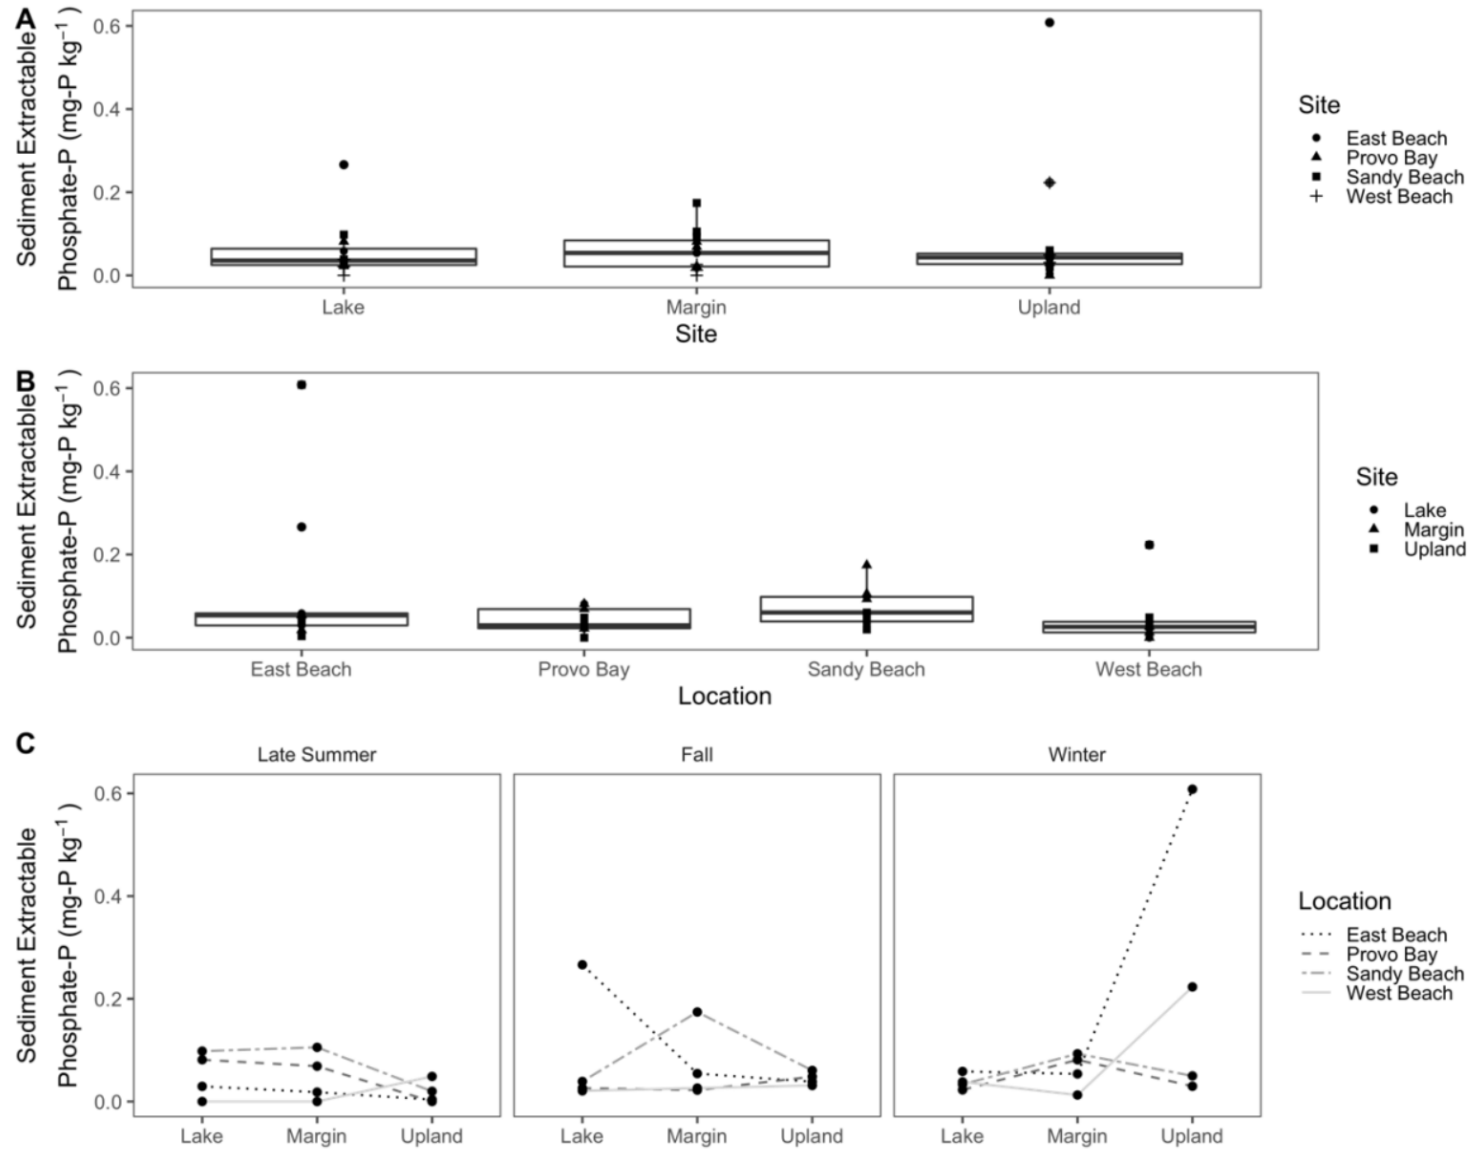 A
Sediment Extractable
Phosphate-P (mg-P kg⁻¹ )
0.6
0.4
0.2
0.0
Lake Margin Upland
Site
Site
East Beach
Provo Bay
Sandy Beach
West Beach
B
Sediment Extractable
Phosphate-P (mg-P kg⁻¹ )
0.6
0.4
0.2
0.0
East Beach Provo Bay Sandy Beach West Beach
Location
Site
Lake
Margin
Upland
C
Late Summer Fall Winter
Sediment Extractable
Phosphate-P (mg-P kg⁻¹ )
0.6
0.4
0.2
0.0
Lake Margin Upland Lake Margin Upland Lake Margin Upland
Location
East Beach
Provo Bay
Sandy Beach
West Beach